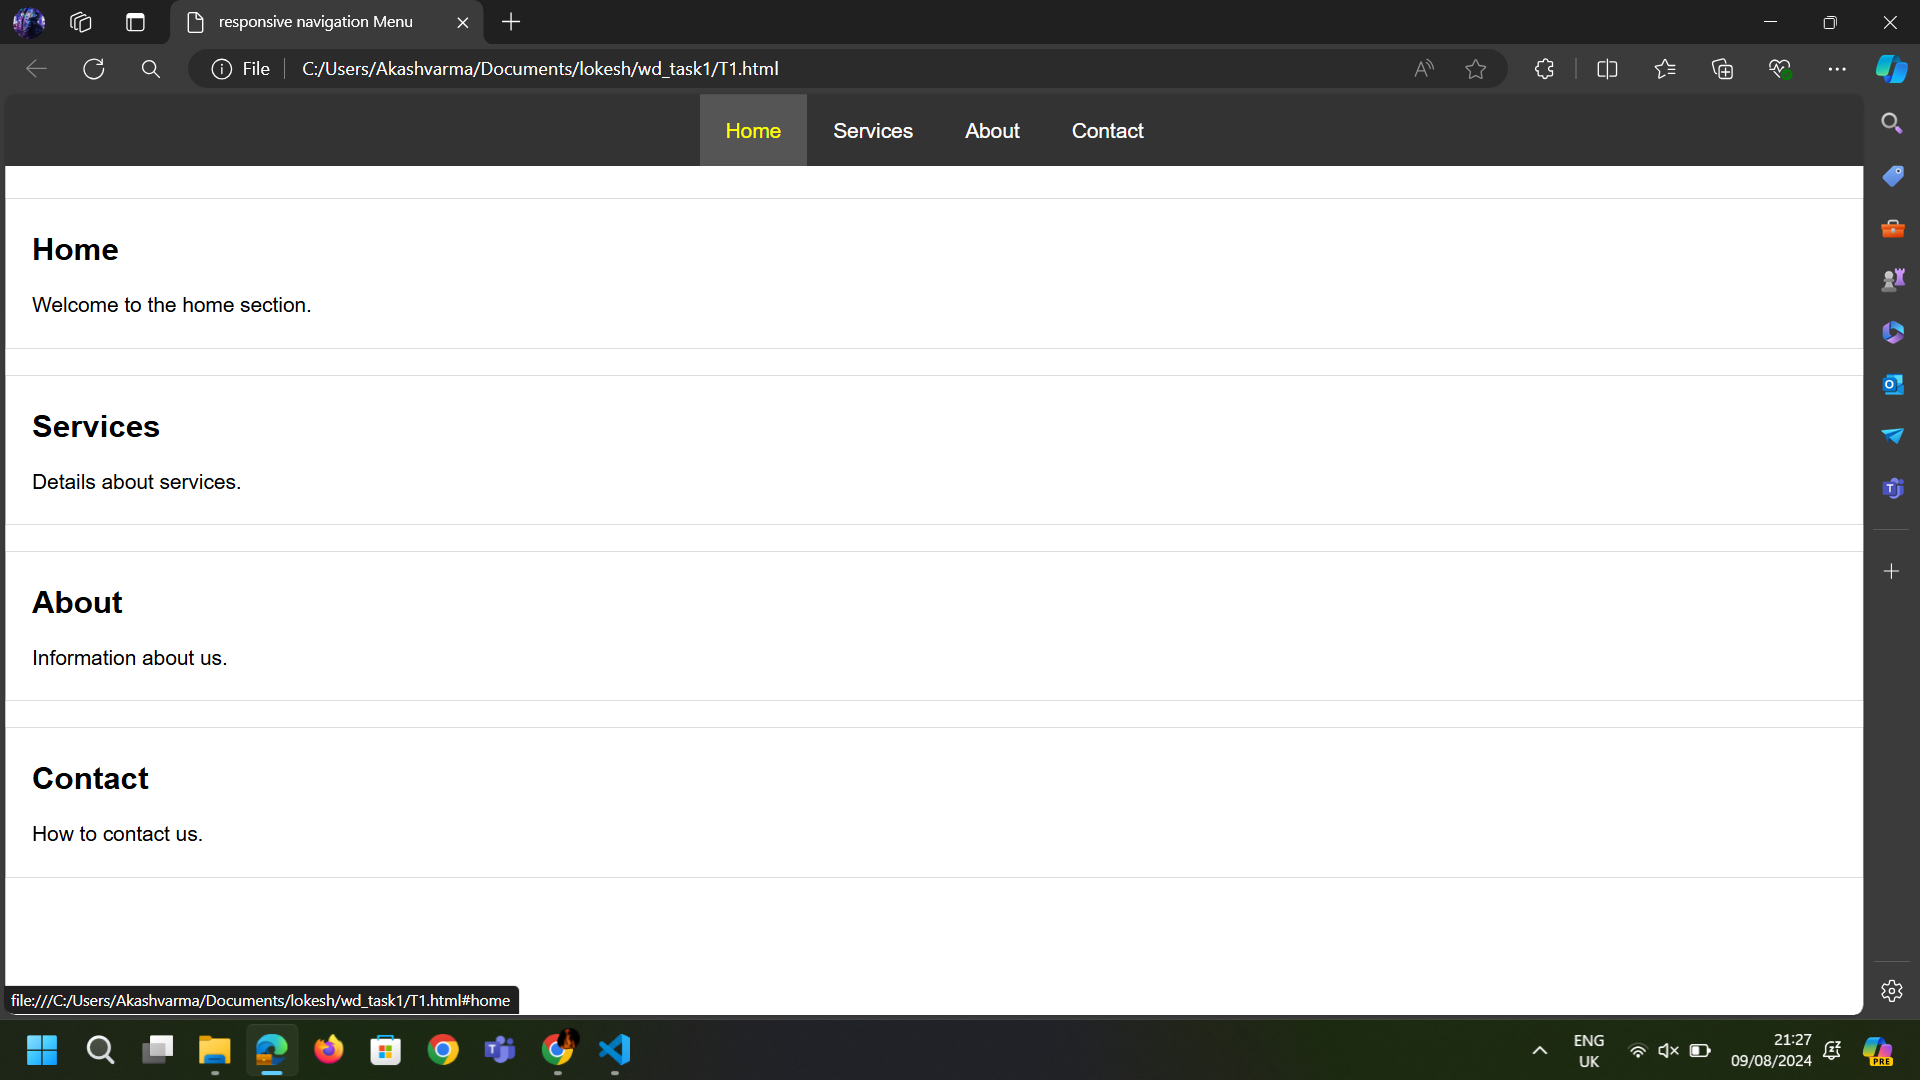 responsive navigation Menu
File C:/Users/Akashvarma/Documents/lokesh/wd_task1/T1.html
Home Services About Contact
Home
Welcome to the home section.
Services
Details about services.
About
Information about us.
Contact
How to contact us.
file:///C:/Users/Akashvarma/Documents/lokesh/wd_task1/T1.html#home
ENG
UK
21:27
09/08/2024
PRE